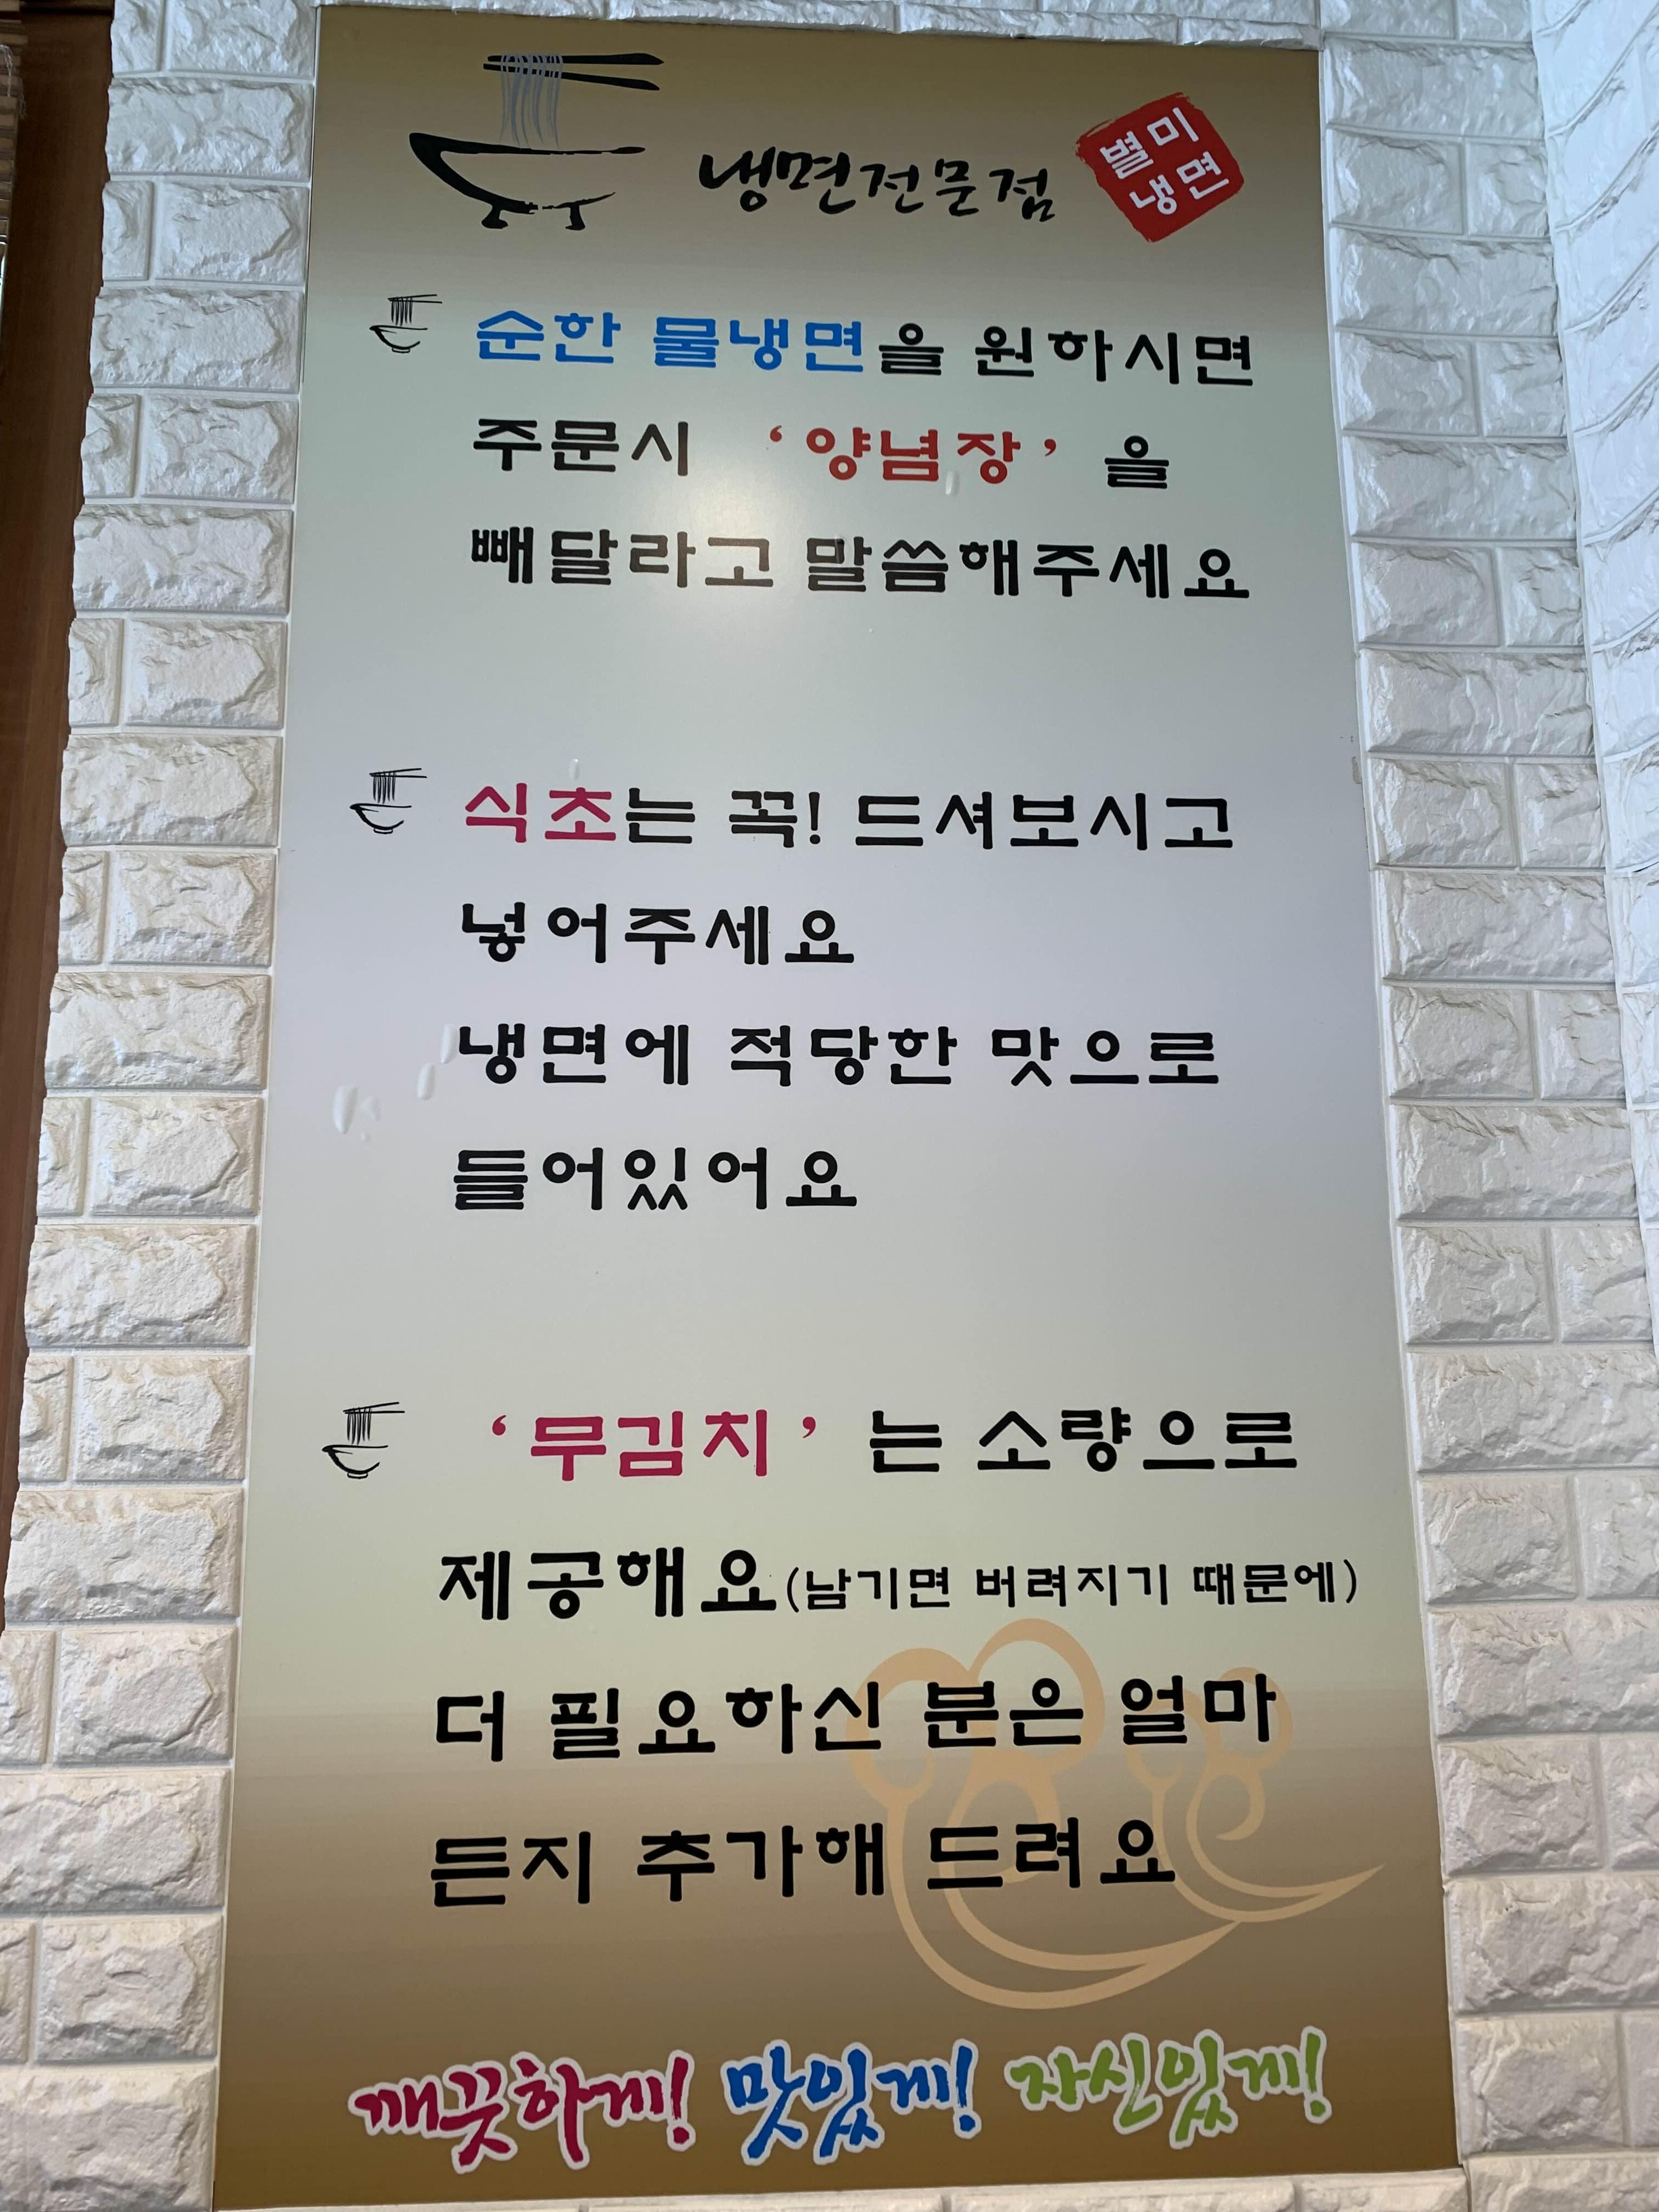 냉면전문점
별미
냉면
순한 물냉면을 원하시면
주문시 '양념장' 을
빼달라고 말씀해주세요
식초는 꼭! 드셔보시고
넣어주세요
냉면에 적당한 맛으로
들어있어요
'무김치' 는 소량으로
제공해요(남기면 버려지기 때문에)
더 필요하신 분은 얼마
든지 추가해 드려요
깨끗하게! 맛있게! 자신있게!